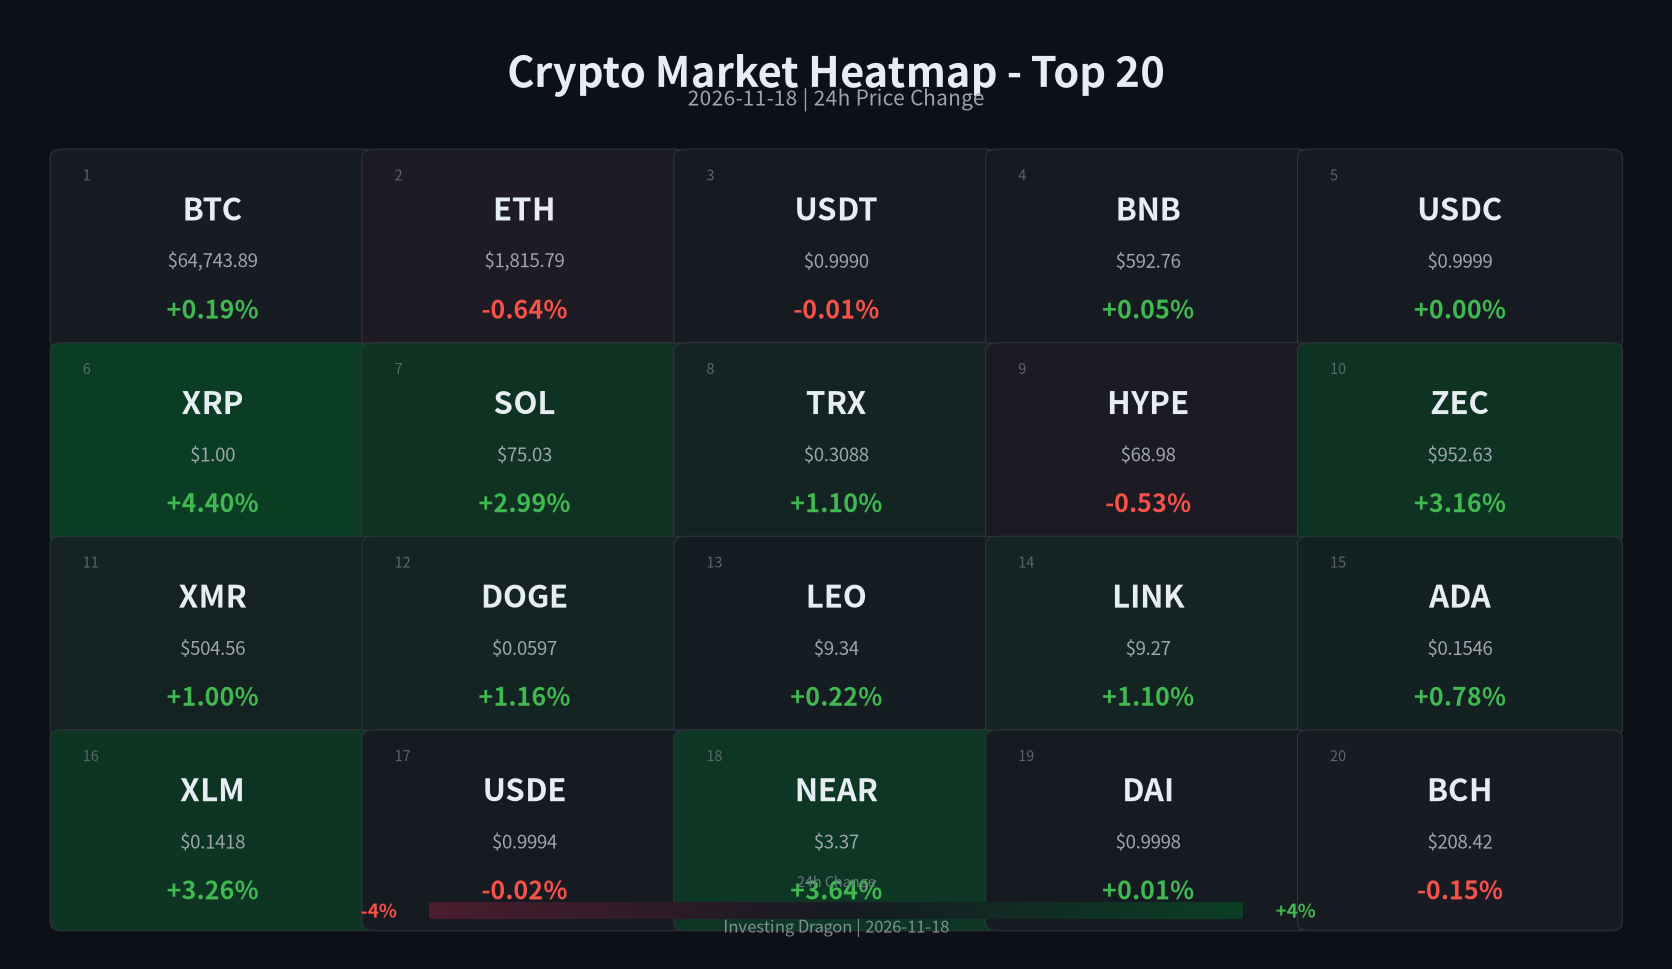 Crypto Market Heatmap - Top 20
2026-11-18 | 24h Price Change
1
BTC
$64,743.89
+0.19%
2
ETH
$1,815.79
-0.64%
3
USDT
$0.9990
-0.01%
4
BNB
$592.76
+0.05%
5
USDC
$0.9999
+0.00%
6
XRP
$1.00
+4.40%
7
SOL
$75.03
+2.99%
8
TRX
$0.3088
+1.10%
9
HYPE
$68.98
-0.53%
10
ZEC
$952.63
+3.16%
11
XMR
$504.56
+1.00%
12
DOGE
$0.0597
+1.16%
13
LEO
$9.34
+0.22%
14
LINK
$9.27
+1.10%
15
ADA
$0.1546
+0.78%
16
XLM
$0.1418
+3.26%
17
USDE
$0.9994
-0.02%
18
NEAR
$3.37
+3.64%
19
DAI
$0.9998
+0.01%
20
BCH
$208.42
-0.15%
24h Change
-4%
+4%
Investing Dragon | 2026-11-18